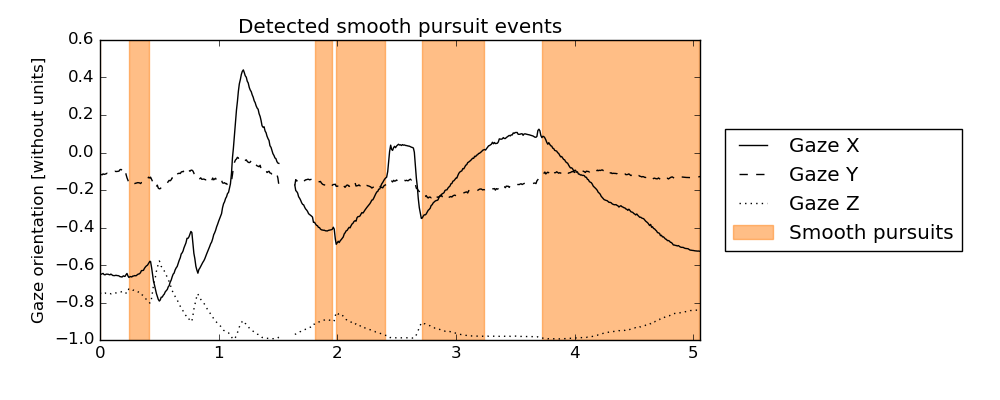 Detected smooth pursuit events
Gaze orientation [without units]
0.6
0.4
0.2
0.0
−0.2
−0.4
−0.6
−0.8
−1.0
0 1 2 3 4 5
Gaze X
Gaze Y
Gaze Z
Smooth pursuits